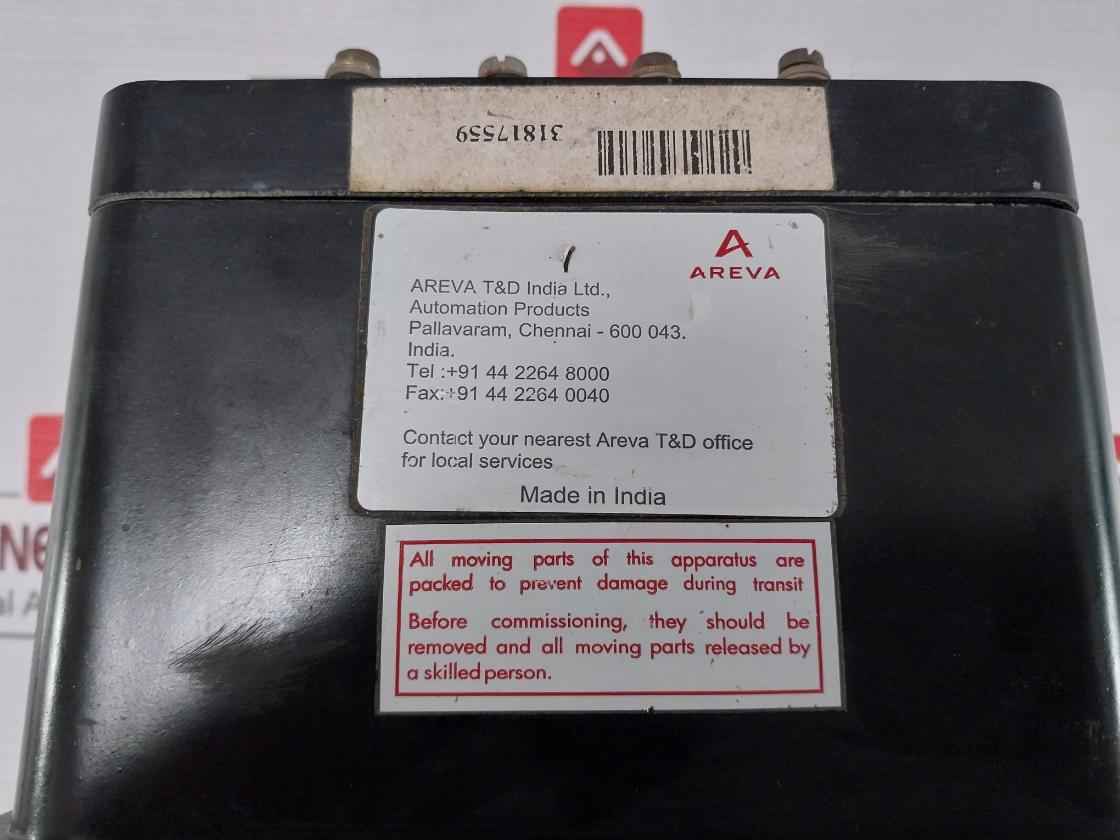 31817559
AREVA
AREVA T&D India Ltd.,
Automation Products
Pallavaram, Chennai - 600 043.
India.
Tel :+91 44 2264 8000
Fax:+91 44 2264 0040
Contact your nearest Areva T&D office
for local services
Made in India
All moving parts of this apparatus are
packed to prevent damage during transit
Before commissioning, they should be
removed and all moving parts released by
a skilled person.